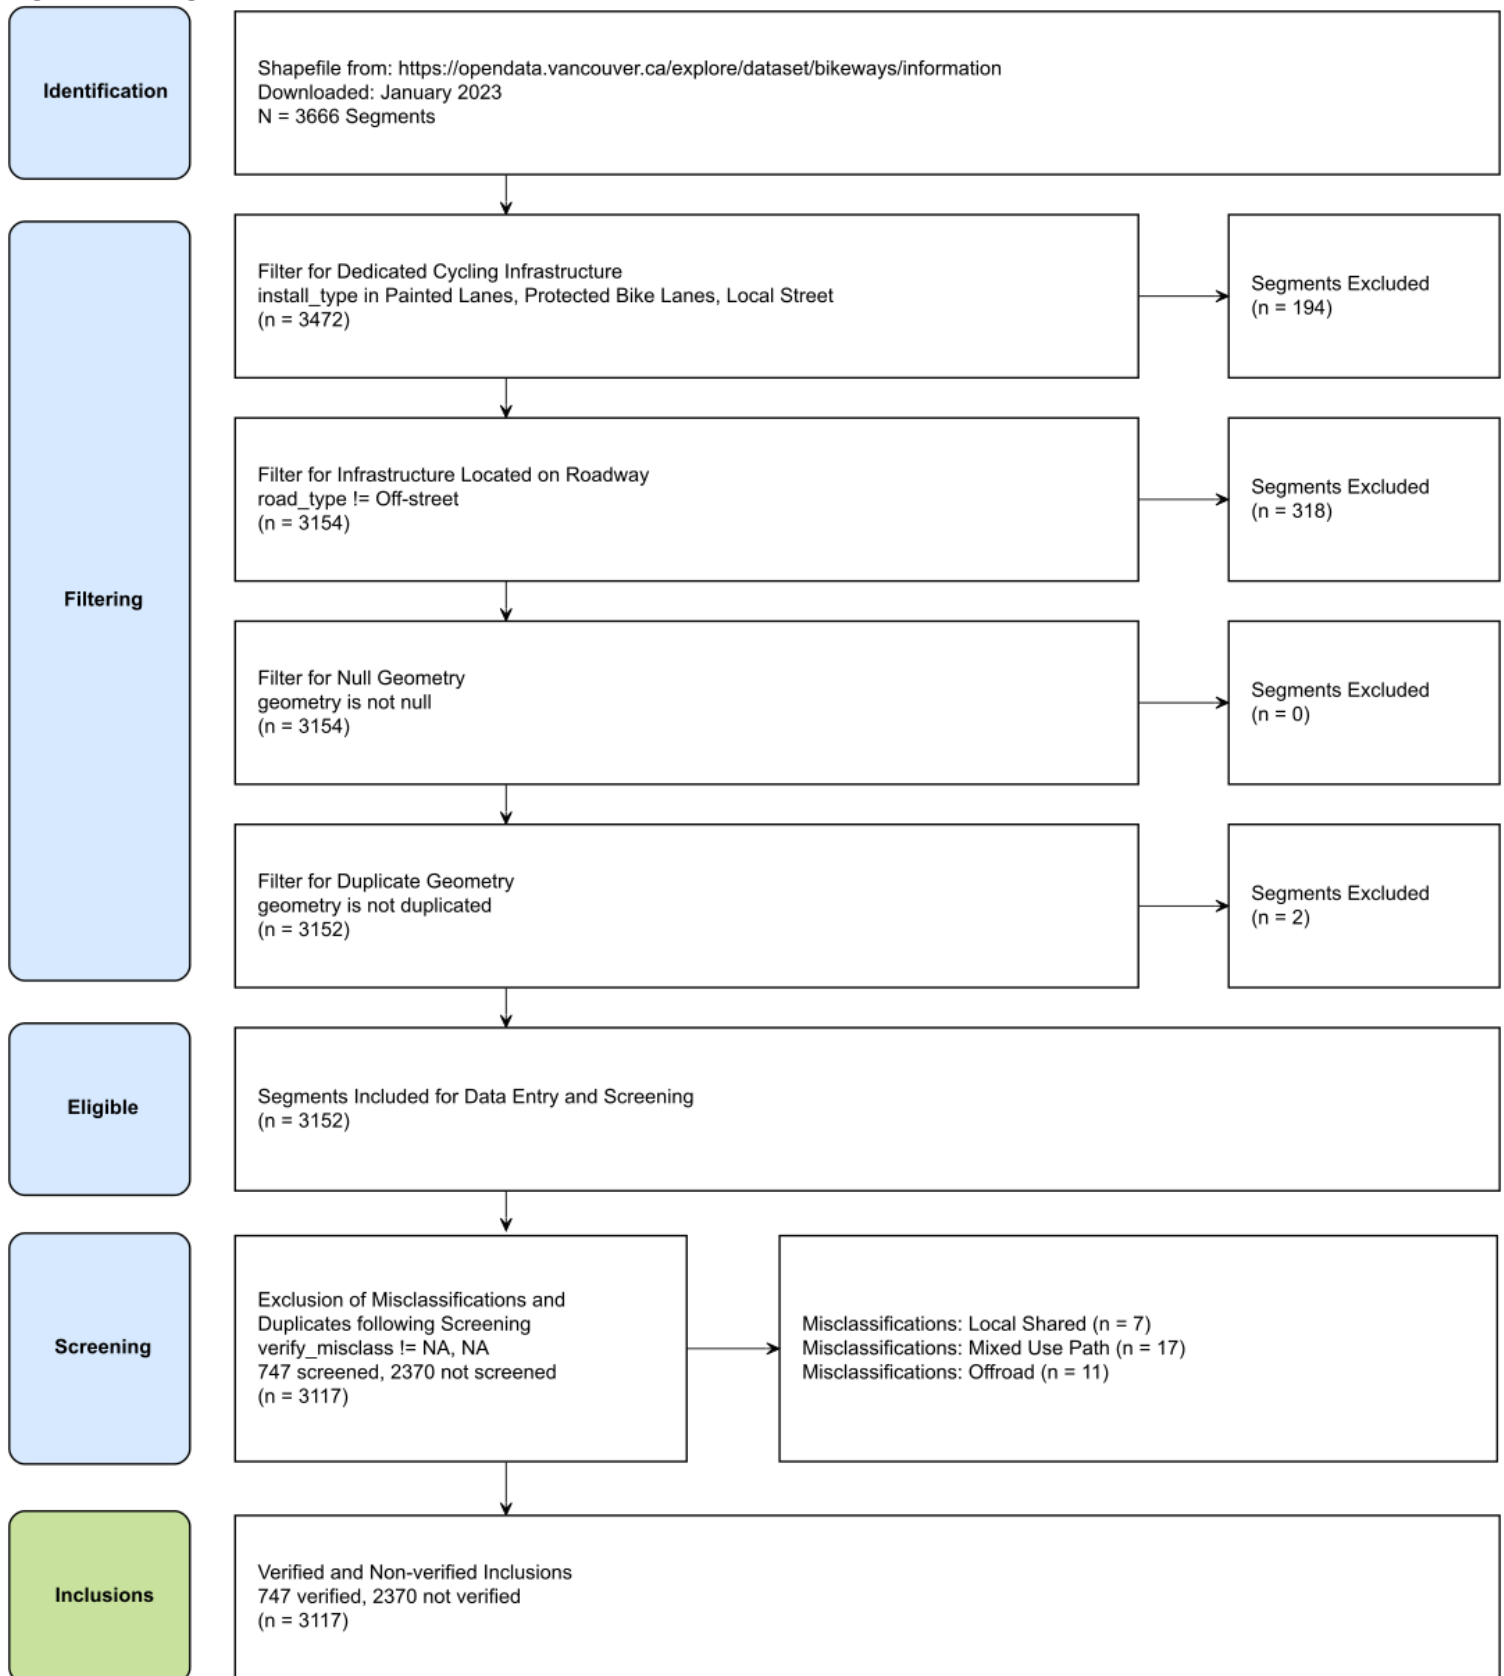 Identification
Shapefile from: https://opendata.vancouver.ca/explore/dataset/bikeways/information
Downloaded: January 2023
N = 3666 Segments
Filtering
Filter for Dedicated Cycling Infrastructure
install_type in Painted Lanes, Protected Bike Lanes, Local Street
(n = 3472)
Segments Excluded
(n = 194)
Filter for Infrastructure Located on Roadway
road_type != Off-street
(n = 3154)
Segments Excluded
(n = 318)
Filter for Null Geometry
geometry is not null
(n = 3154)
Segments Excluded
(n = 0)
Filter for Duplicate Geometry
geometry is not duplicated
(n = 3152)
Segments Excluded
(n = 2)
Eligible
Segments Included for Data Entry and Screening
(n = 3152)
Screening
Exclusion of Misclassifications and
Duplicates following Screening
verify_misclass != NA, NA
747 screened, 2370 not screened
(n = 3117)
Misclassifications: Local Shared (n = 7)
Misclassifications: Mixed Use Path (n = 17)
Misclassifications: Offroad (n = 11)
Inclusions
Verified and Non-verified Inclusions
747 verified, 2370 not verified
(n = 3117)